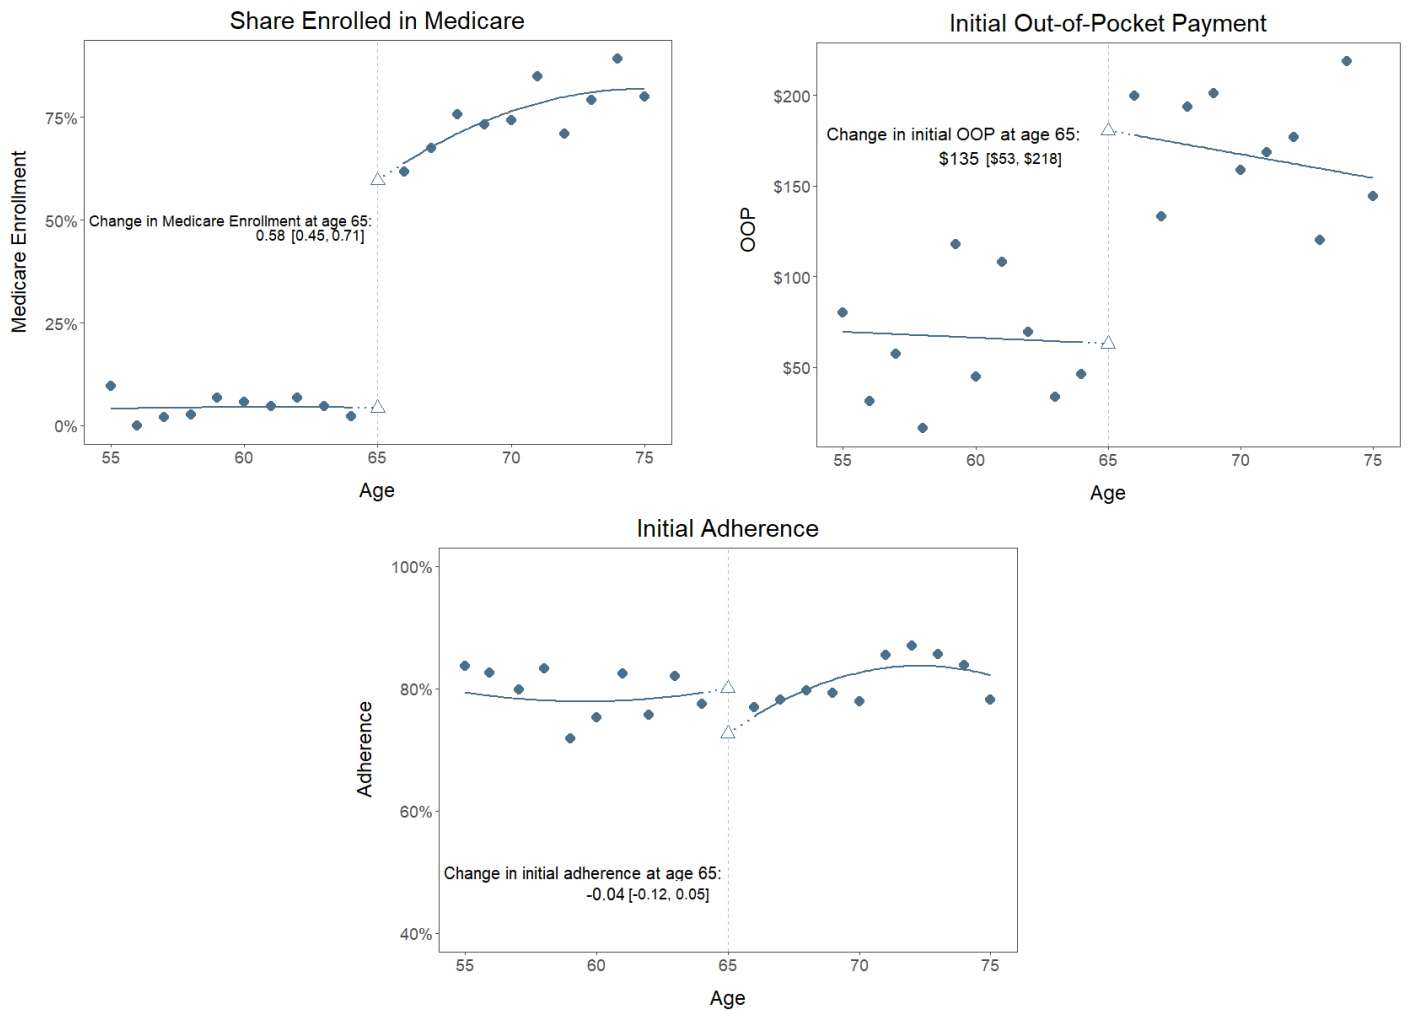 Share Enrolled in Medicare
Medicare Enrollment
75%
50%
25%
0%
Change in Medicare Enrollment at age 65:
0.58 [0.45, 0.71]
55 60 65 70 75
Age
Initial Out-of-Pocket Payment
OOP
$200
$150
$100
$50
Change in initial OOP at age 65:
$135 [$53, $218]
55 60 65 70 75
Age
Initial Adherence
Adherence
100%
80%
60%
40%
Change in initial adherence at age 65:
-0.04 [-0.12, 0.05]
55 60 65 70 75
Age